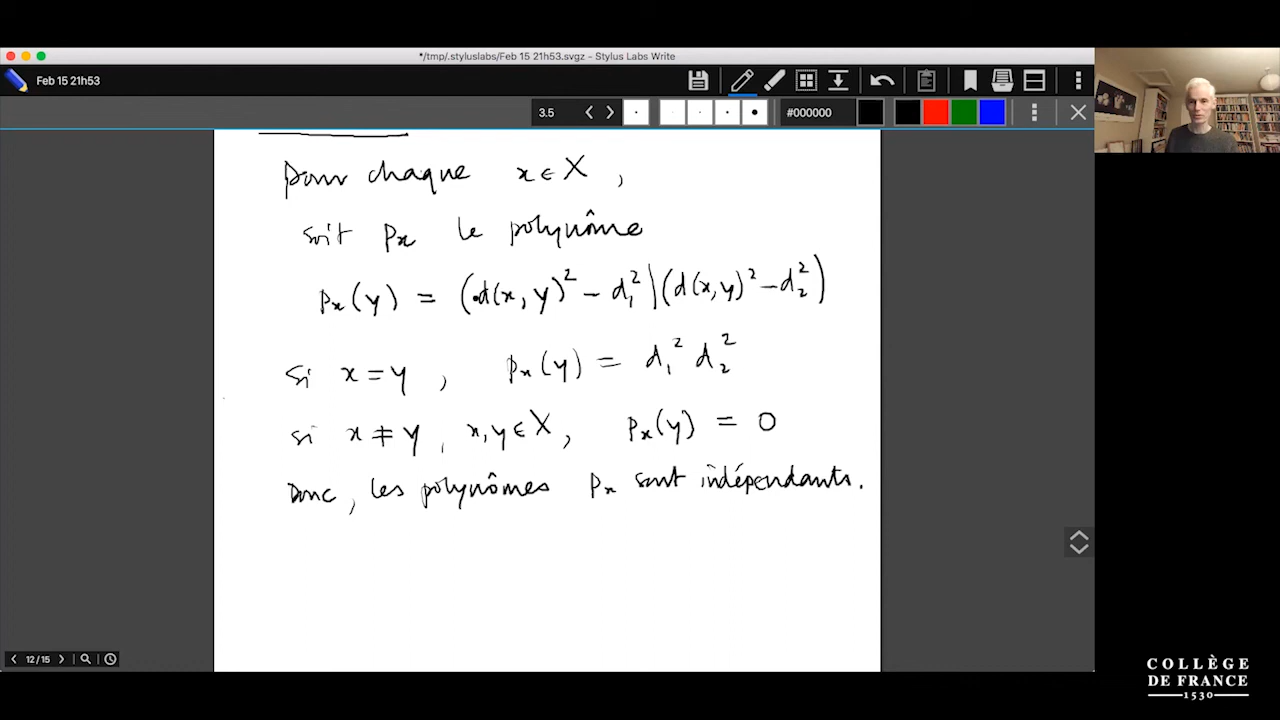 */tmp/.styluslabs/Feb 15 21h53.svgz - Stylus Labs Write
Feb 15 21h53
3.5
#000000
Pour chaque x ∈ X ,
soit Pₓ le polynôme
Pₓ(y) = (d(x, y)² - d₁²)(d(x,y)² - d₂²)
si x = y , Pₓ(y) = d₁² d₂²
si x ≠ y , x,y ∈ X , Pₓ(y) = 0
Donc, les polynômes Pₓ sont indépendants.
12/15
COLLÈGE
DE FRANCE
1530